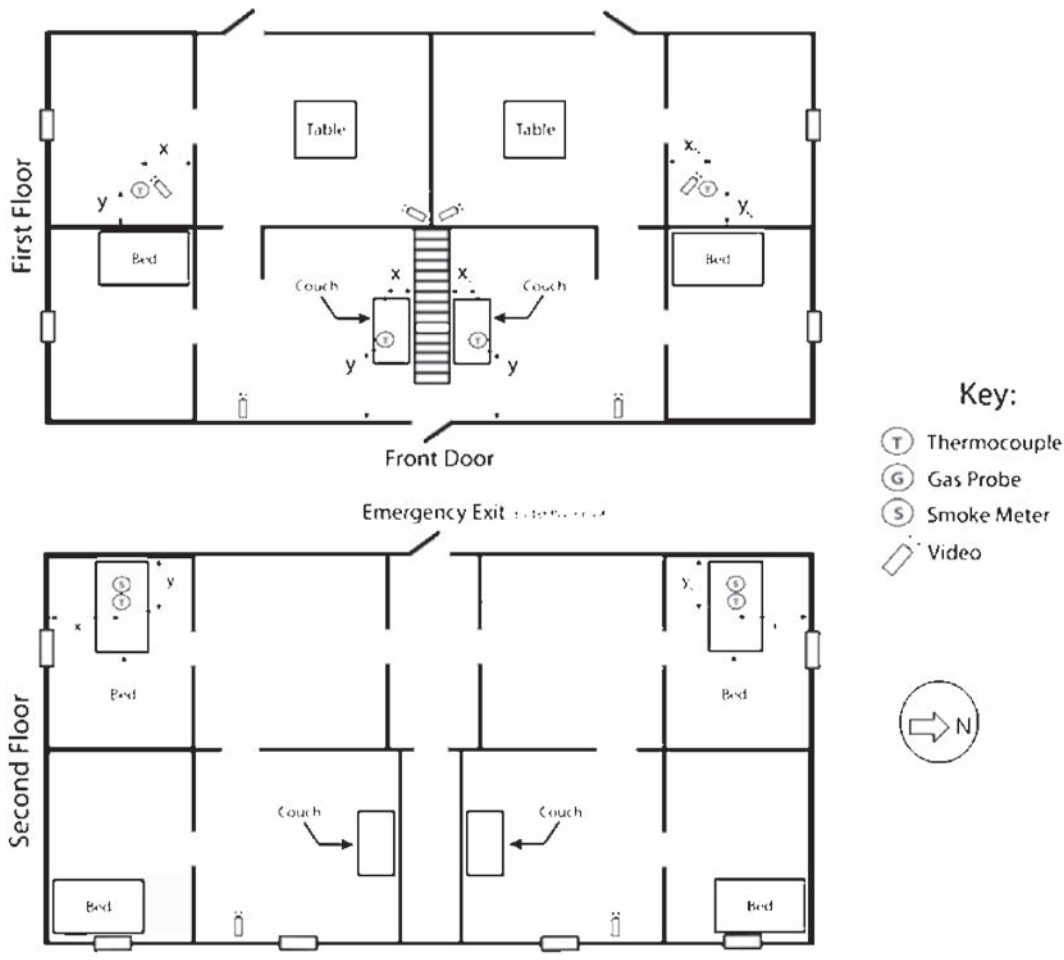 First Floor
Table
Table
x
x
y
y
Bed
Bed
Couch
x
x
Couch
T
T
T
T
y
y
Front Door
Key:
T Thermocouple
G Gas Probe
S Smoke Meter
Video
Emergency Exit
Second Floor
S
T
y
x
Bed
S
T
y
Bed
N
Couch
Couch
Bed
Bed